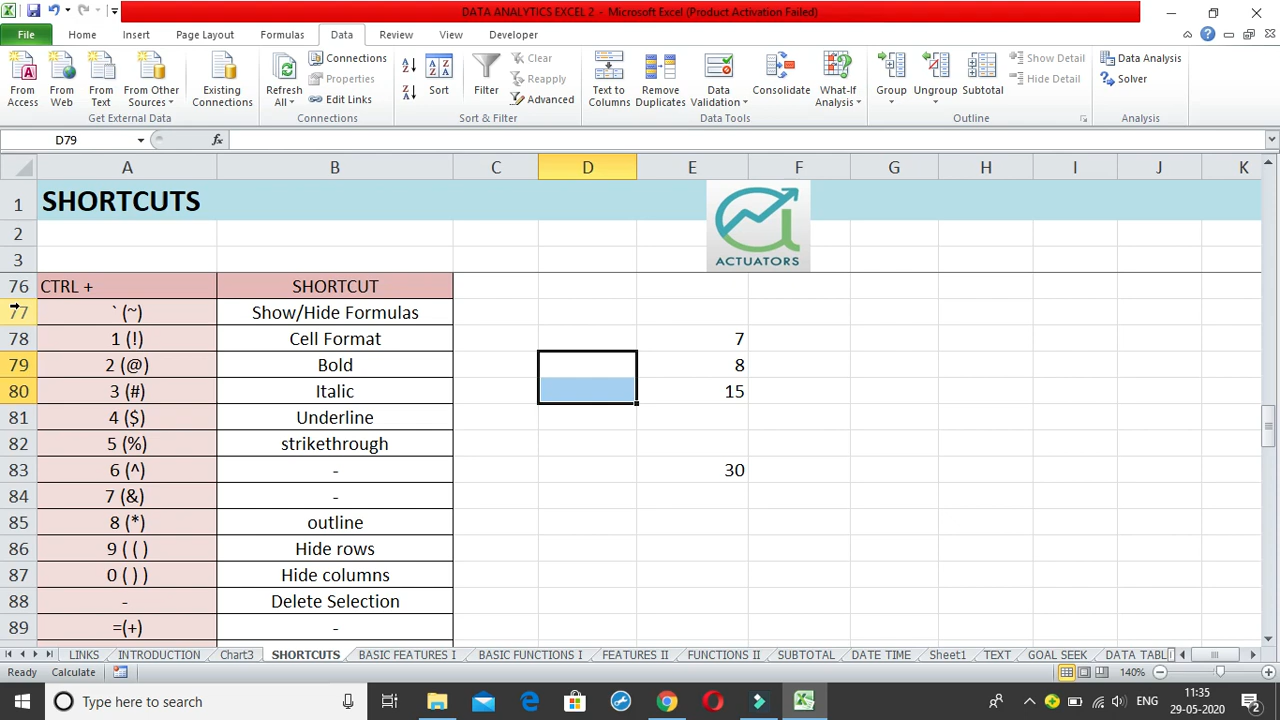 DATA ANALYTICS EXCEL 2 - Microsoft Excel (Product Activation Failed)
File Home Insert Page Layout Formulas Data Review View Developer
From Access
From Web
From Text
From Other Sources
Existing Connections
Get External Data
Refresh All
Connections
Properties
Edit Links
Connections
Sort
Filter
Clear
Reapply
Advanced
Sort & Filter
Text to Columns
Remove Duplicates
Data Validation
Consolidate
What-If Analysis
Data Tools
Group
Ungroup
Subtotal
Show Detail
Hide Detail
Outline
Data Analysis
Solver
Analysis
D79 fx
A B C D E F G H I J K
1 SHORTCUTS
ACTUATORS
2
3
76 CTRL + SHORTCUT
77 ` (~) Show/Hide Formulas
78 1 (!) Cell Format 7
79 2 (@) Bold 8
80 3 (#) Italic 15
81 4 ($) Underline
82 5 (%) strikethrough
83 6 (^) - 30
84 7 (&) -
85 8 (*) outline
86 9 ( ( ) Hide rows
87 0 ( ) ) Hide columns
88 - Delete Selection
89 =(+) -
LINKS INTRODUCTION Chart3 SHORTCUTS BASIC FEATURES I BASIC FUNCTIONS I FEATURES II FUNCTIONS II SUBTOTAL DATE TIME Sheet1 TEXT GOAL SEEK DATA TABL
Ready Calculate 140%
Type here to search ENG 11:35
29-05-2020 2